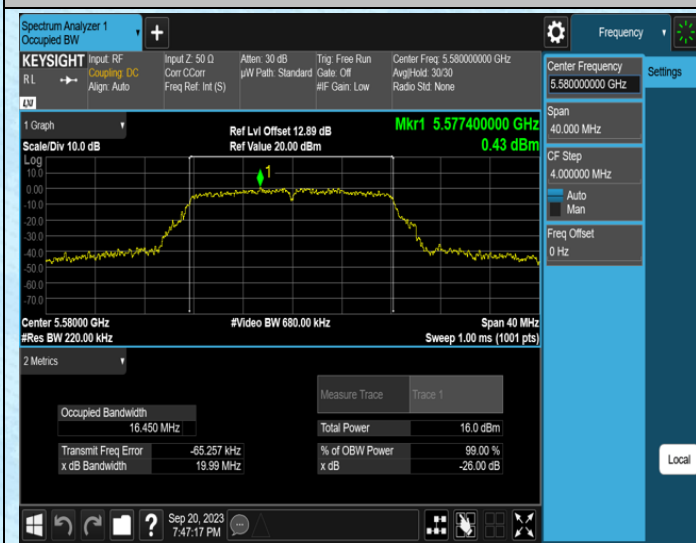 Spectrum Analyzer 1
Occupied BW
Frequency
KEYSIGHT
R L
LXI
Input: RF
Coupling: DC
Align: Auto
Input Z: 50 Ω
Corr CCorr
Freq Ref: Int (S)
Atten: 30 dB
µW Path: Standard
Trig: Free Run
Gate: Off
#IF Gain: Low
Center Freq: 5.580000000 GHz
Avg|Hold: 30/30
Radio Std: None
Center Frequency
5.580000000 GHz
Settings
Span
40.000 MHz
CF Step
4.000000 MHz
Auto
Man
Freq Offset
0 Hz
1 Graph
Scale/Div 10.0 dB
Ref Lvl Offset 12.89 dB
Ref Value 20.00 dBm
Mkr1 5.577400000 GHz
0.43 dBm
Log
10.0
0.00
-10.0
-20.0
-30.0
-40.0
-50.0
-60.0
-70.0
1
Center 5.58000 GHz
#Res BW 220.00 kHz
#Video BW 680.00 kHz
Span 40 MHz
Sweep 1.00 ms (1001 pts)
2 Metrics
Measure Trace Trace 1
Occupied Bandwidth
16.450 MHz
Total Power 16.0 dBm
Transmit Freq Error -65.257 kHz
% of OBW Power 99.00 %
x dB Bandwidth 19.99 MHz
x dB -26.00 dB
Local
?
Sep 20, 2023
7:47:17 PM